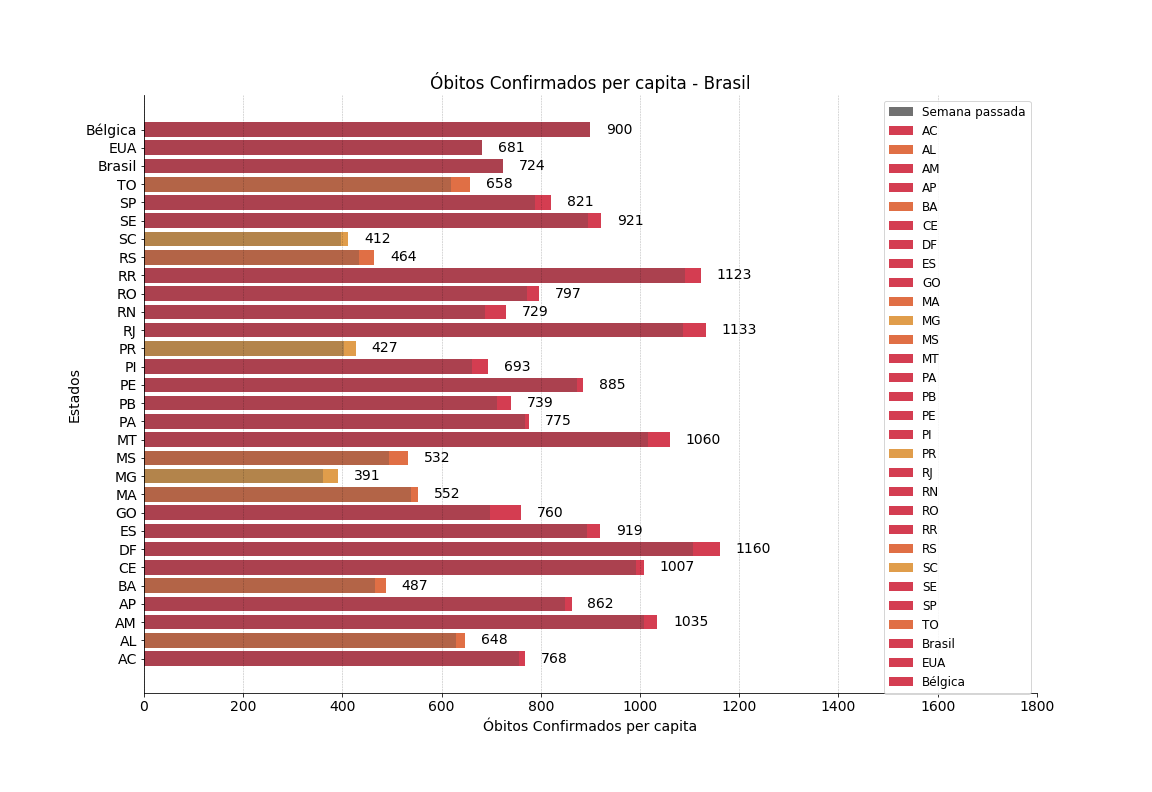 Óbitos Confirmados per capita - Brasil
Estados
Bélgica 900
EUA 681
Brasil 724
TO 658
SP 821
SE 921
SC 412
RS 464
RR 1123
RO 797
RN 729
RJ 1133
PR 427
PI 693
PE 885
PB 739
PA 775
MT 1060
MS 532
MG 391
MA 552
GO 760
ES 919
DF 1160
CE 1007
BA 487
AP 862
AM 1035
AL 648
AC 768
0 200 400 600 800 1000 1200 1400 1600 1800
Óbitos Confirmados per capita
Semana passada
AC
AL
AM
AP
BA
CE
DF
ES
GO
MA
MG
MS
MT
PA
PB
PE
PI
PR
RJ
RN
RO
RR
RS
SC
SE
SP
TO
Brasil
EUA
Bélgica